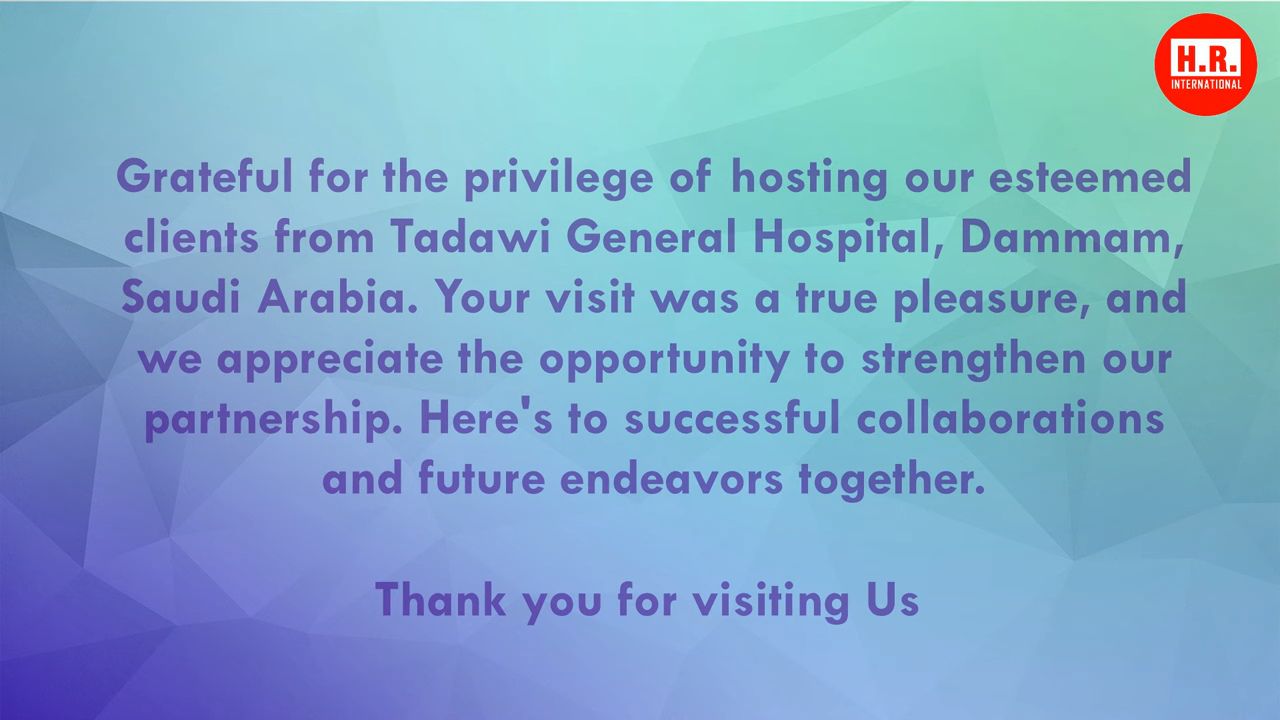 H.R.
INTERNATIONAL
Grateful for the privilege of hosting our esteemed
clients from Tadawi General Hospital, Dammam,
Saudi Arabia. Your visit was a true pleasure, and
we appreciate the opportunity to strengthen our
partnership. Here's to successful collaborations
and future endeavors together.
Thank you for visiting Us